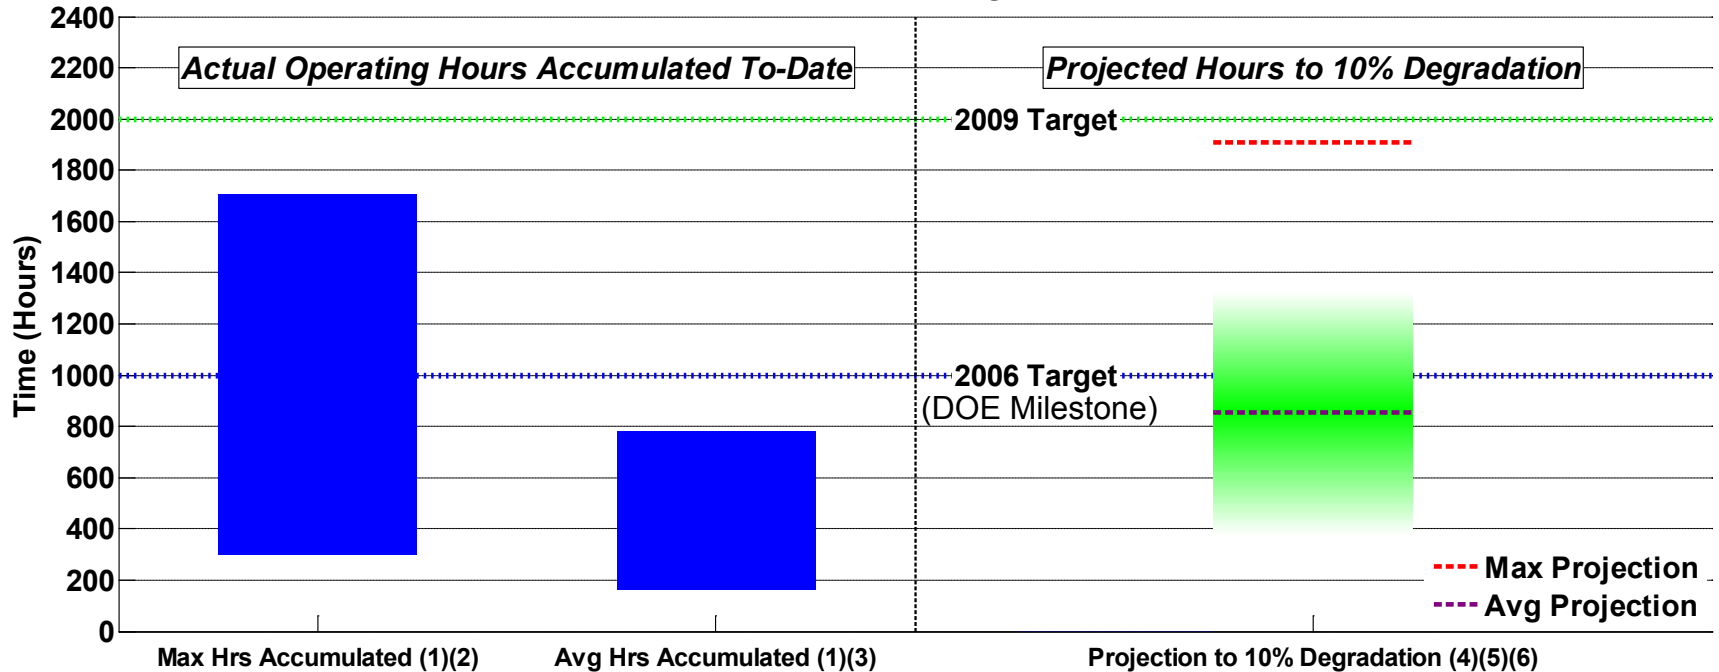 2400
2200
2000
1800
1600
1400
1200
1000
800
600
400
200
0
Time (Hours)
Actual Operating Hours Accumulated To-Date
Projected Hours to 10% Degradation
2009 Target
2006 Target
(DOE Milestone)
Max Projection
Avg Projection
Max Hrs Accumulated (1)(2)
Avg Hrs Accumulated (1)(3)
Projection to 10% Degradation (4)(5)(6)